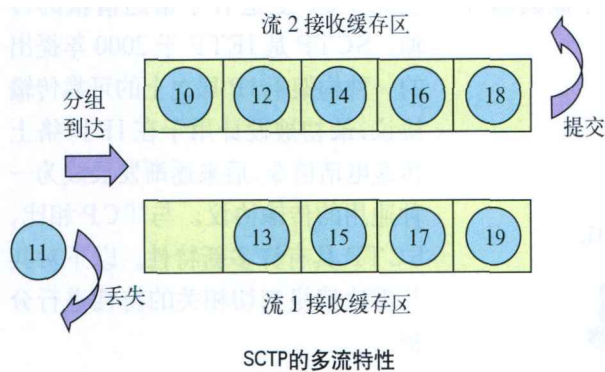 流 2 接收缓存区
分组
到达
10 12 14 16 18
提交
11
13 15 17 19
丢失
流 1 接收缓存区
SCTP的多流特性